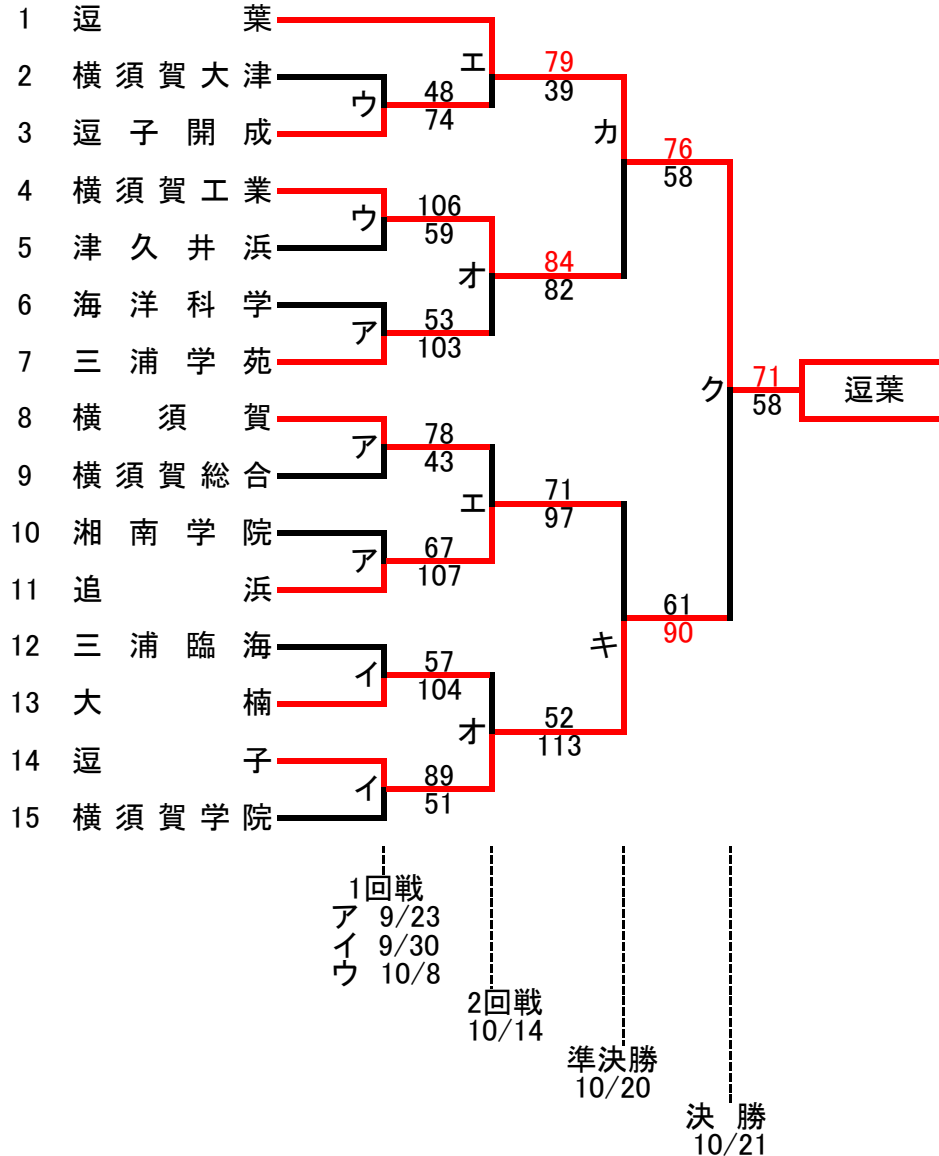 1 逗葉
エ 79
2 横須賀大津
48 39
ウ
74
3 逗子開成
カ
76
4 横須賀工業
58
106
ウ
59
5 津久井浜
84
オ
82
6 海洋科学
53
ア
103
7 三浦学苑
71 逗葉
ク
58
8 横須賀
78
ア
43
9 横須賀総合
71
エ
97
10 湘南学院
67
ア
107
11 追浜
61
90
12 三浦臨海
キ
57
イ
104
13 大楠
52
オ
113
14 逗子
89
イ
51
15 横須賀学院
1回戦
ア 9/23
イ 9/30
ウ 10/8
2回戦
10/14
準決勝
10/20
決勝
10/21